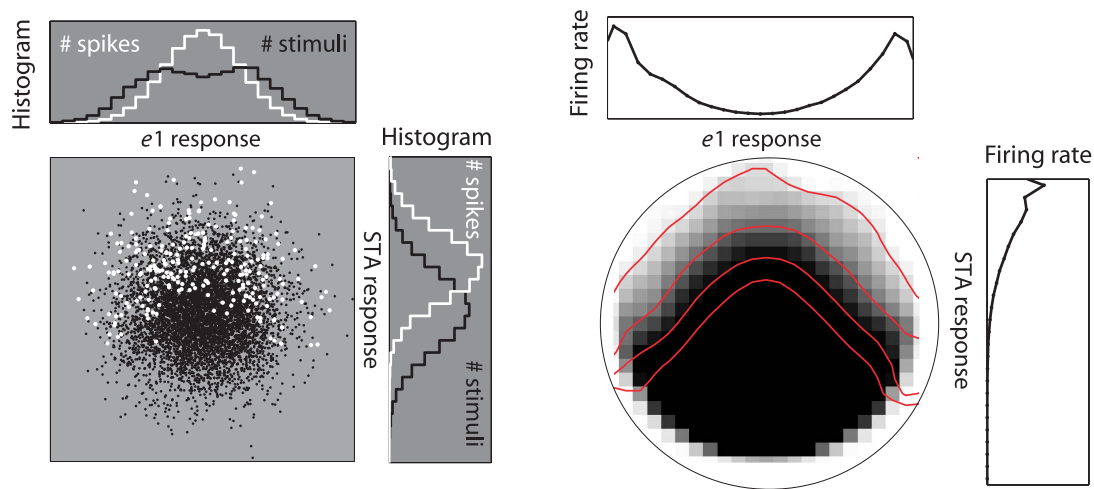 Histogram
# spikes
# stimuli
e1 response
Histogram
# spikes
# stimuli
STA response
Firing rate
e1 response
Firing rate
STA response